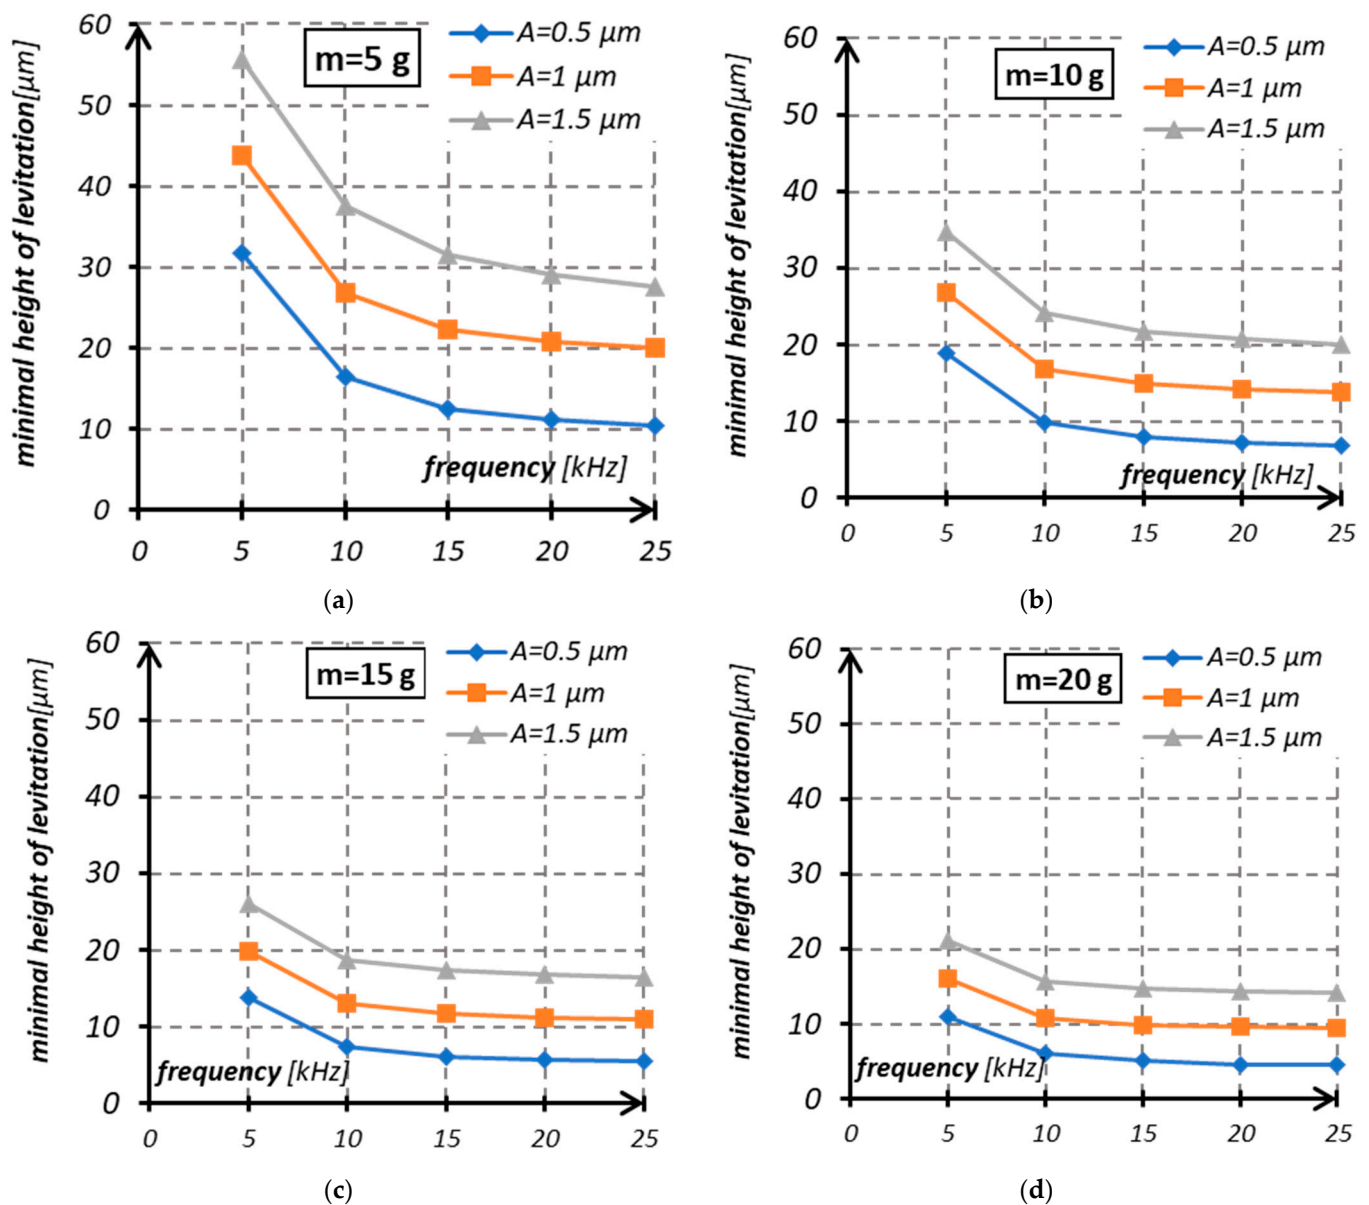 minimal height of levitation[µm]
60
50
40
30
20
10
0
m=5 g
A=0.5 µm
A=1 µm
A=1.5 µm
frequency [kHz]
0 5 10 15 20 25
(a)
minimal height of levitation[µm]
60
50
40
30
20
10
0
m=10 g
A=0.5 µm
A=1 µm
A=1.5 µm
frequency [kHz]
0 5 10 15 20 25
(b)
minimal height of levitation[µm]
60
50
40
30
20
10
0
m=15 g
A=0.5 µm
A=1 µm
A=1.5 µm
frequency [kHz]
0 5 10 15 20 25
(c)
minimal height of levitation[µm]
60
50
40
30
20
10
0
m=20 g
A=0.5 µm
A=1 µm
A=1.5 µm
frequency [kHz]
0 5 10 15 20 25
(d)